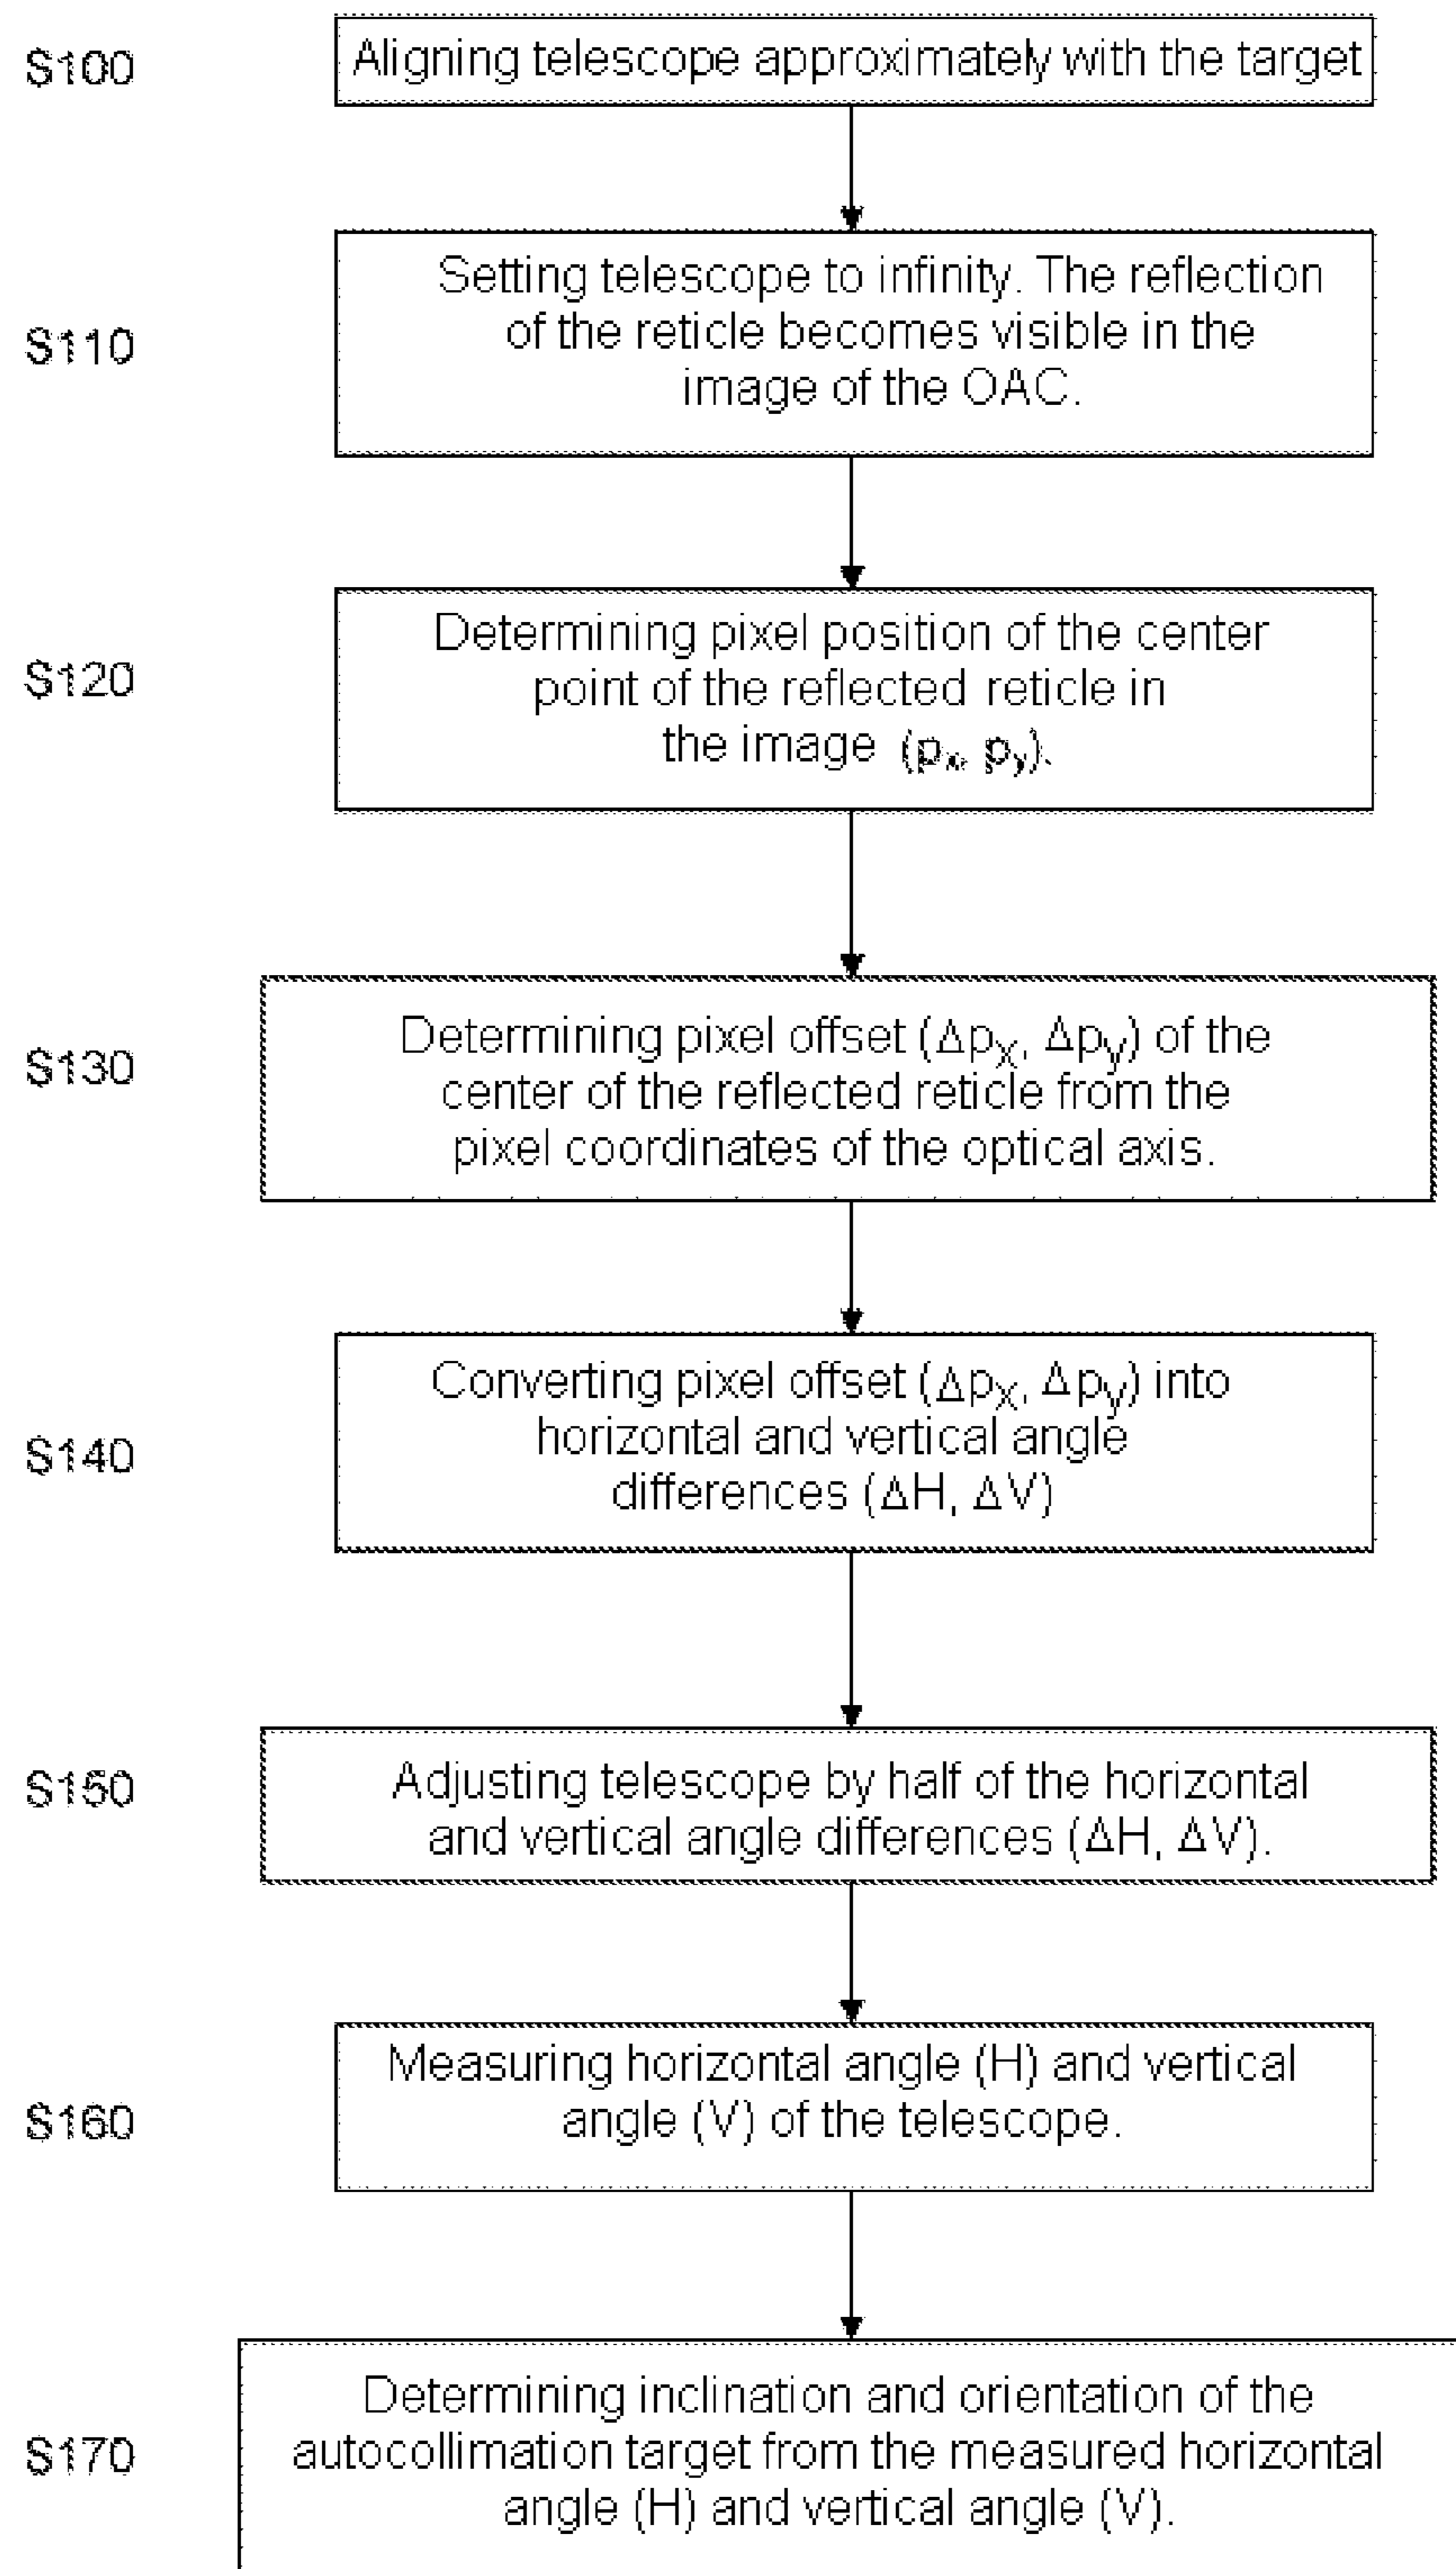 S100
Aligning telescope approximately with the target
S110
Setting telescope to infinity. The reflection
of the reticle becomes visible in the
image of the OAC.
S120
Determining pixel position of the center
point of the reflected reticle in
the image (pₓ, pᵧ).
S130
Determining pixel offset (Δpₓ, Δpᵧ) of the
center of the reflected reticle from the
pixel coordinates of the optical axis.
S140
Converting pixel offset (Δpₓ, Δpᵧ) into
horizontal and vertical angle
differences (ΔH, ΔV)
S150
Adjusting telescope by half of the horizontal
and vertical angle differences (ΔH, ΔV).
S160
Measuring horizontal angle (H) and vertical
angle (V) of the telescope.
S170
Determining inclination and orientation of the
autocollimation target from the measured horizontal
angle (H) and vertical angle (V).